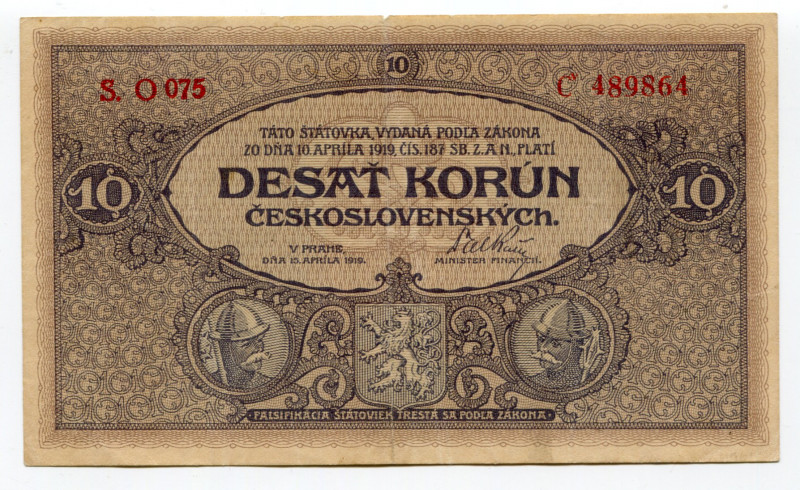 10
S. O 075
C 489864
TÁTO ŠTÁTOVKA, VYDANÁ PODĽA ZÁKONA
ZO DŇA 10 APRÍLA 1919, ČÍS. 187 SB. Z. A N., PLATÍ
10
DESAŤ KORÚN
10
ČESKOSLOVENSKÝCH.
V PRAHE,
DŇA 15. APRÍLA 1919.
MINISTER FINANCIÍ.
FALSIFIKÁCIA ŠTÁTOVIEK TRESTÁ SA PODĽA ZÁKONA